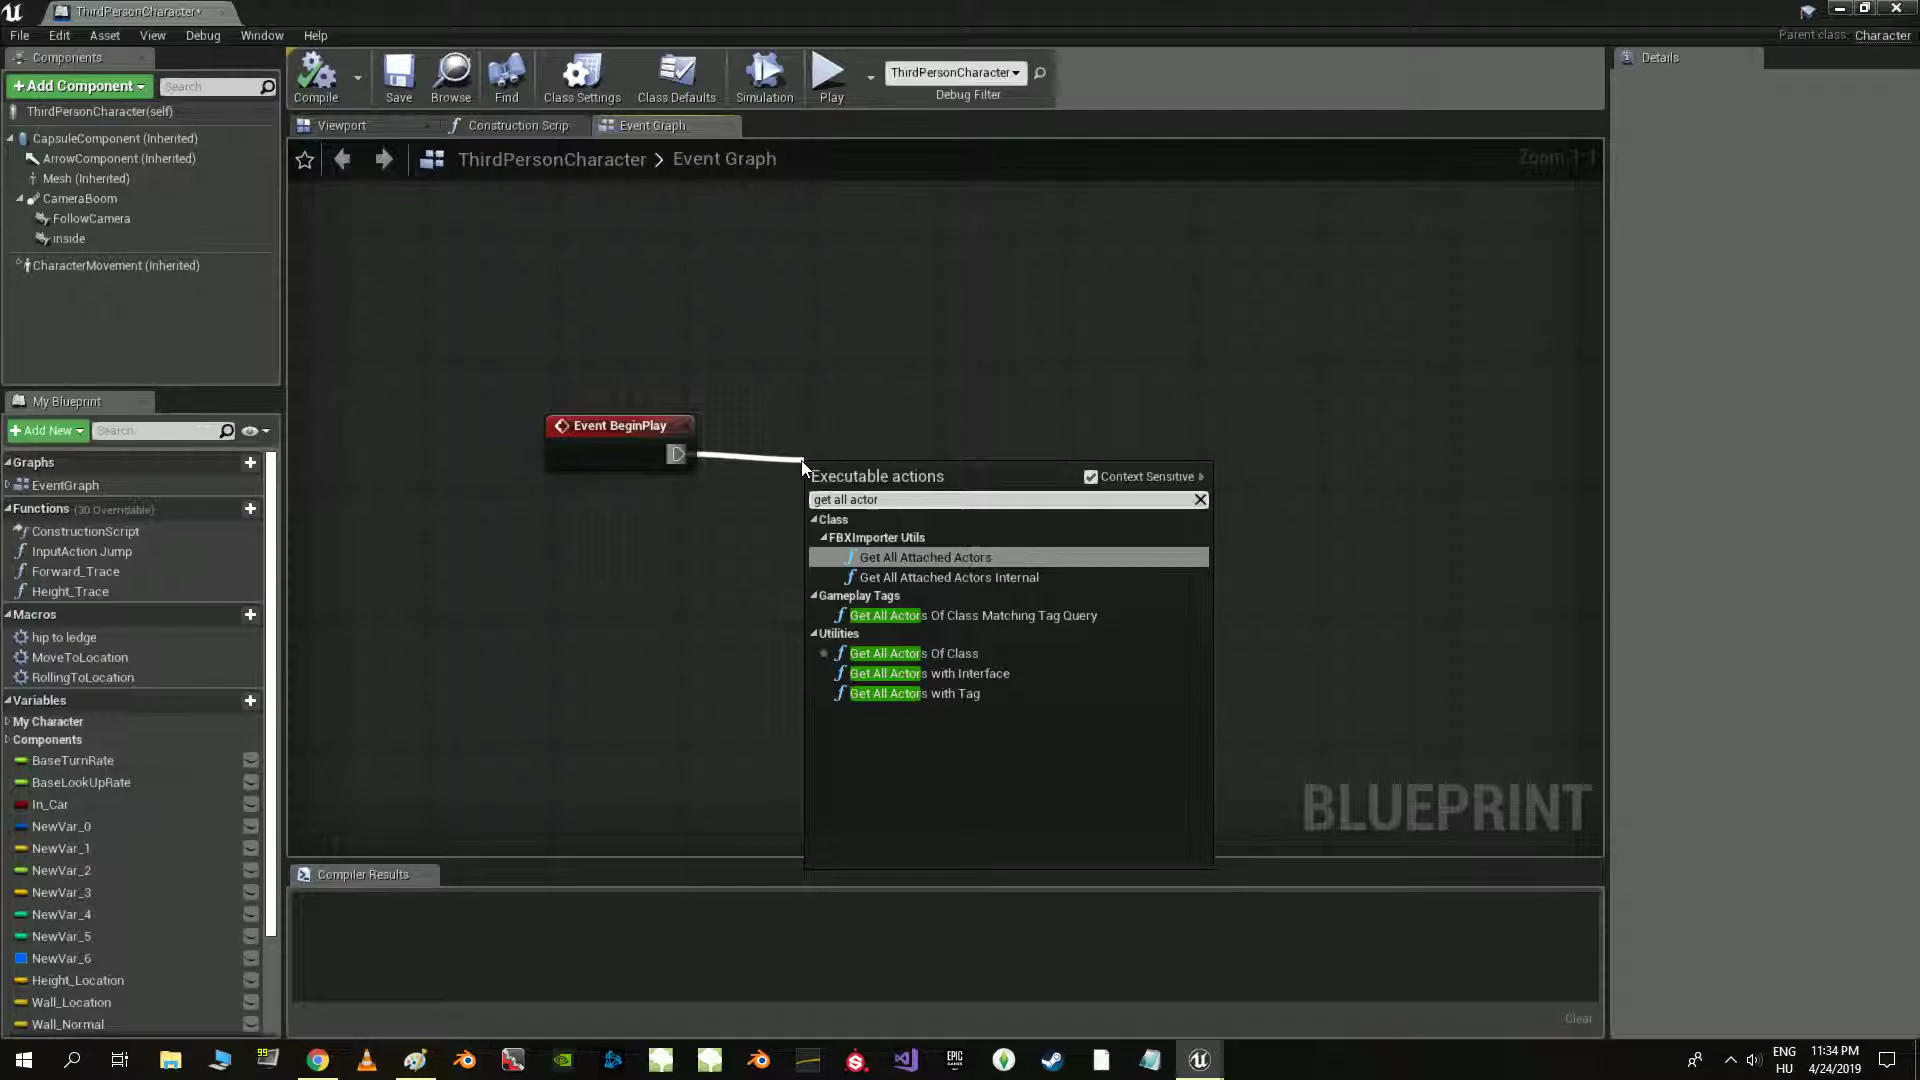 ThirdPersonCharacter*
File Edit Asset View Debug Window Help
Parent class: Character
Components
+ Add Component
Search
ThirdPersonCharacter(self)
CapsuleComponent (Inherited)
ArrowComponent (Inherited)
Mesh (Inherited)
CameraBoom
FollowCamera
inside
CharacterMovement (Inherited)
Compile
Save
Browse
Find
Class Settings
Class Defaults
Simulation
Play
ThirdPersonCharacter
Debug Filter
Viewport
Construction Scrip
Event Graph
ThirdPersonCharacter > Event Graph
Zoom 1:1
Details
My Blueprint
+ Add New
Search
Graphs
EventGraph
Functions (30 Overridable)
ConstructionScript
InputAction Jump
Forward_Trace
Height_Trace
Macros
hip to ledge
MoveToLocation
RollingToLocation
Variables
My Character
Components
BaseTurnRate
BaseLookUpRate
In_Car
NewVar_0
NewVar_1
NewVar_2
NewVar_3
NewVar_4
NewVar_5
NewVar_6
Height_Location
Wall_Location
Wall_Normal
Event BeginPlay
Executable actions
Context Sensitive
get all actor
Class
FBXImporter Utils
Get All Attached Actors
Get All Attached Actors Internal
Gameplay Tags
Get All Actors Of Class Matching Tag Query
Utilities
Get All Actors Of Class
Get All Actors with Interface
Get All Actors with Tag
BLUEPRINT
Compiler Results
Clear
99
EPIC
GAMES
ENG
HU
11:34 PM
4/24/2019